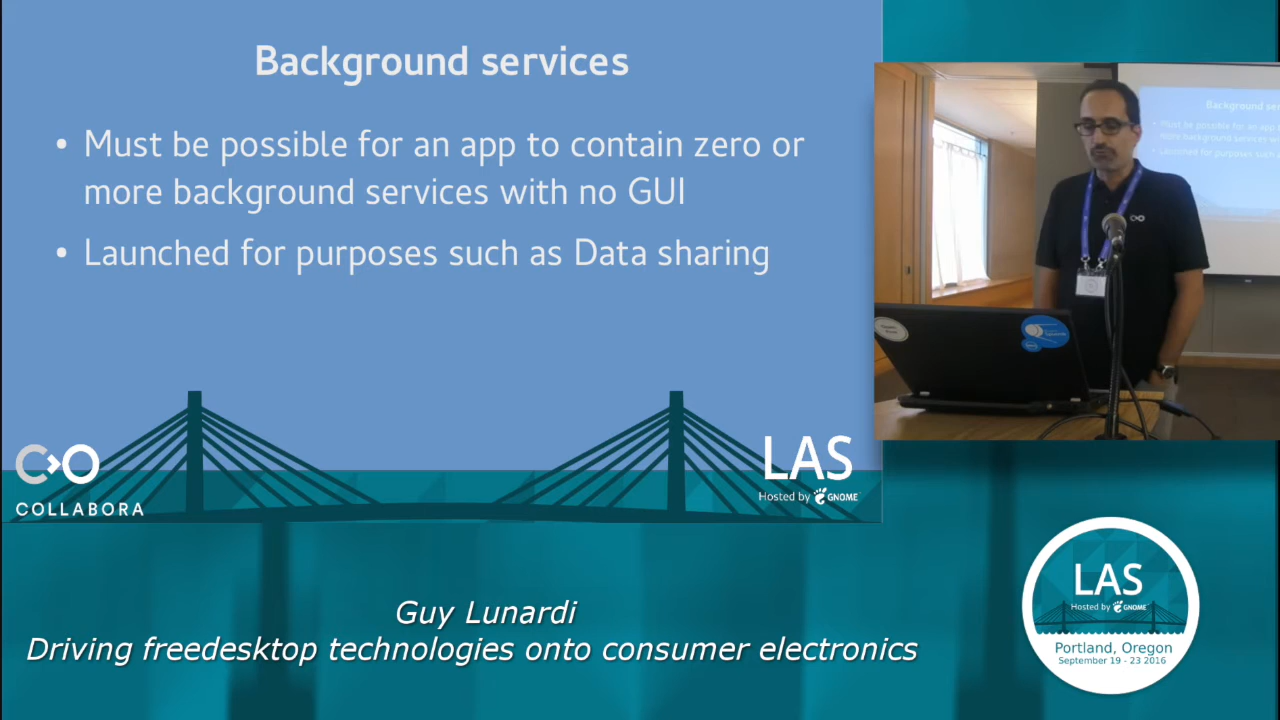 Background services
• Must be possible for an app to contain zero or
more background services with no GUI
• Launched for purposes such as Data sharing
COLLABORA
LAS
Hosted by GNOME
Background ser
Guy Lunardi
Driving freedesktop technologies onto consumer electronics
LAS
Hosted by GNOME
Portland, Oregon
September 19 - 23 2016